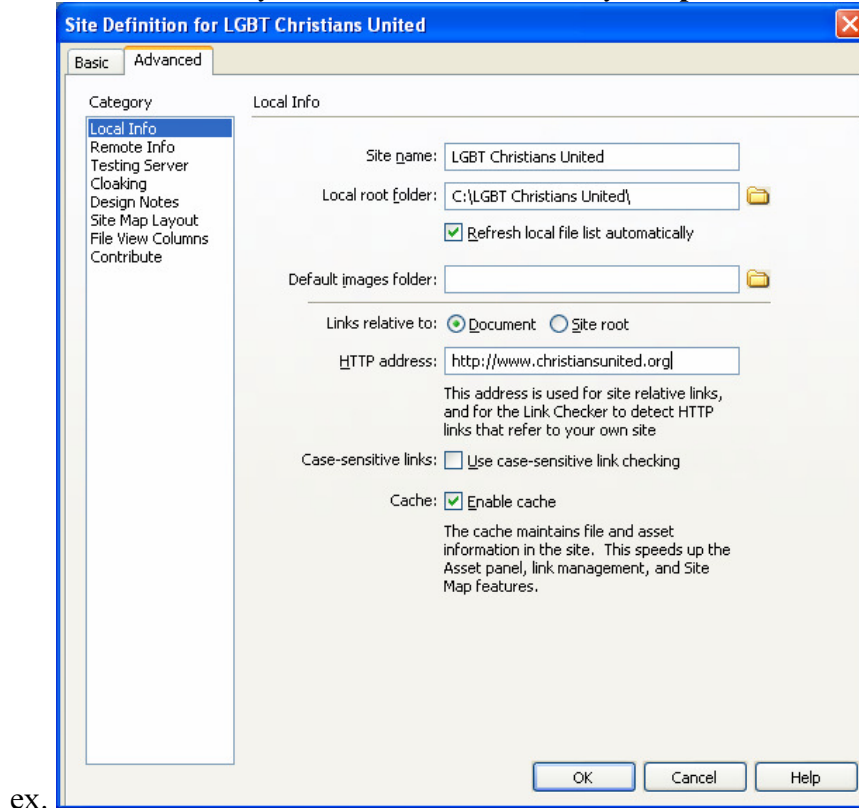 Site Definition for LGBT Christians United
Basic Advanced
Category
Local Info
Remote Info
Testing Server
Cloaking
Design Notes
Site Map Layout
File View Columns
Contribute
Local Info
Site name: LGBT Christians United
Local root folder: C:\LGBT Christians United\
Refresh local file list automatically
Default images folder:
Links relative to: Document Site root
HTTP address: http://www.christiansunited.org
This address is used for site relative links,
and for the Link Checker to detect HTTP
links that refer to your own site
Case-sensitive links: Use case-sensitive link checking
Cache: Enable cache
The cache maintains file and asset
information in the site. This speeds up the
Asset panel, link management, and Site
Map features.
OK Cancel Help
ex.